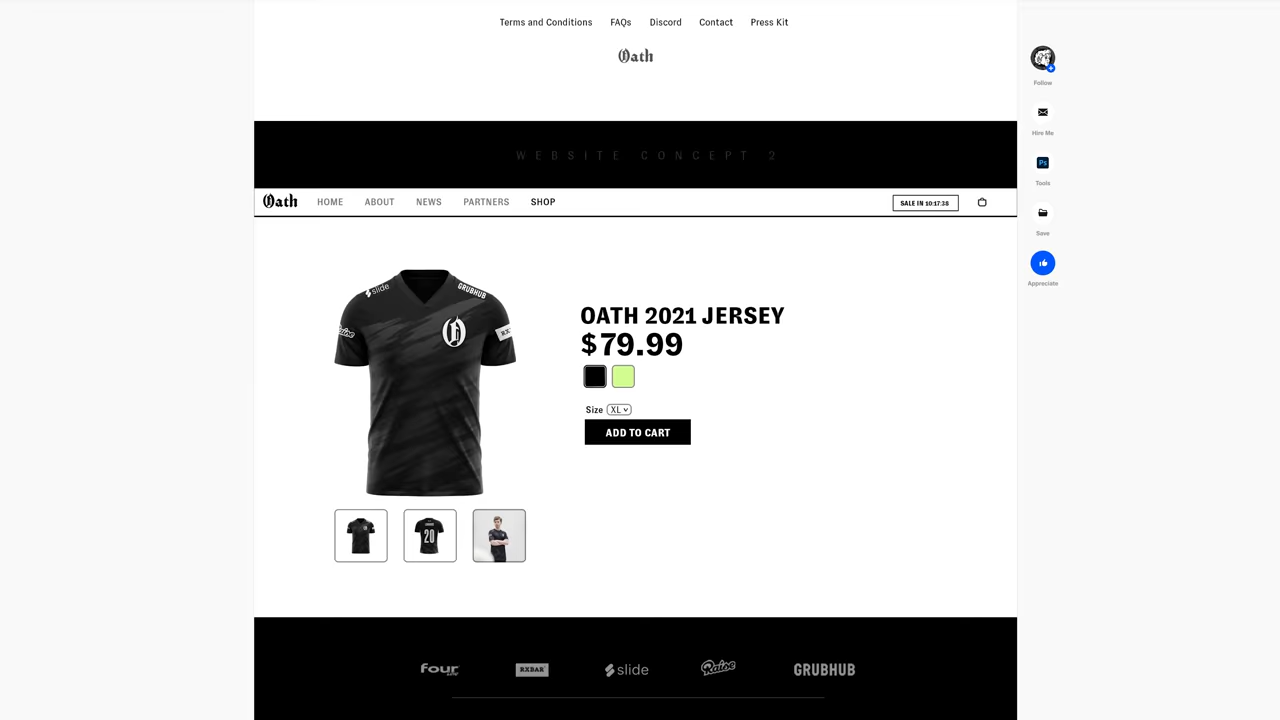 Terms and Conditions FAQs Discord Contact Press Kit
Oath
WEBSITE CONCEPT 2
Oath HOME ABOUT NEWS PARTNERS SHOP SALE IN 10:17:38
slide GRUBHUB
Raine
OATH 2021 JERSEY
$79.99
Size XL
ADD TO CART
20
four
RXBAR
slide
Raine
GRUBHUB
Follow
Hire Me
Ps
Tools
Save
Appreciate